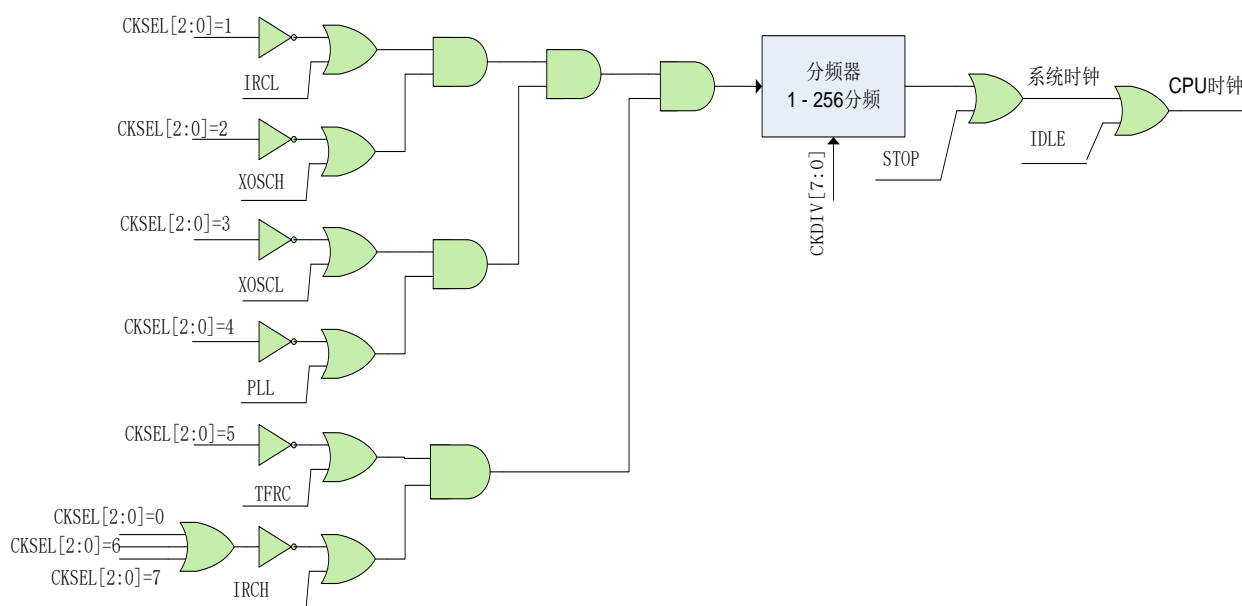 CKSEL[2:0]=1
IRCL
CKSEL[2:0]=2
XOSCH
CKSEL[2:0]=3
XOSCL
CKSEL[2:0]=4
PLL
CKSEL[2:0]=5
TFRC
CKSEL[2:0]=0
CKSEL[2:0]=6
CKSEL[2:0]=7
IRCH
分频器
1 - 256分频
CKDIV[7:0]
STOP
系统时钟
IDLE
CPU时钟